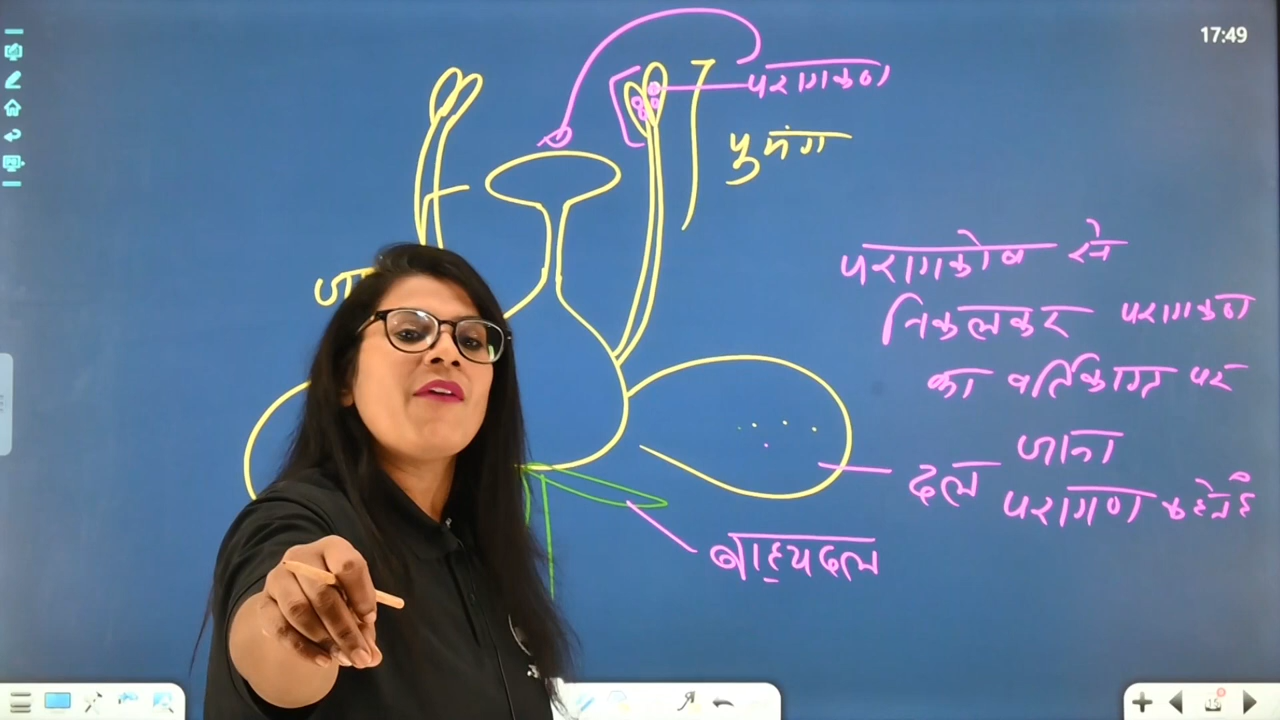 17:49
परागकण
पुमंग
परागकोष से
निकलकर परागकण
का वर्तिकाग्र पर
जाना
परागण कहते हैं
दल
बाह्यदल